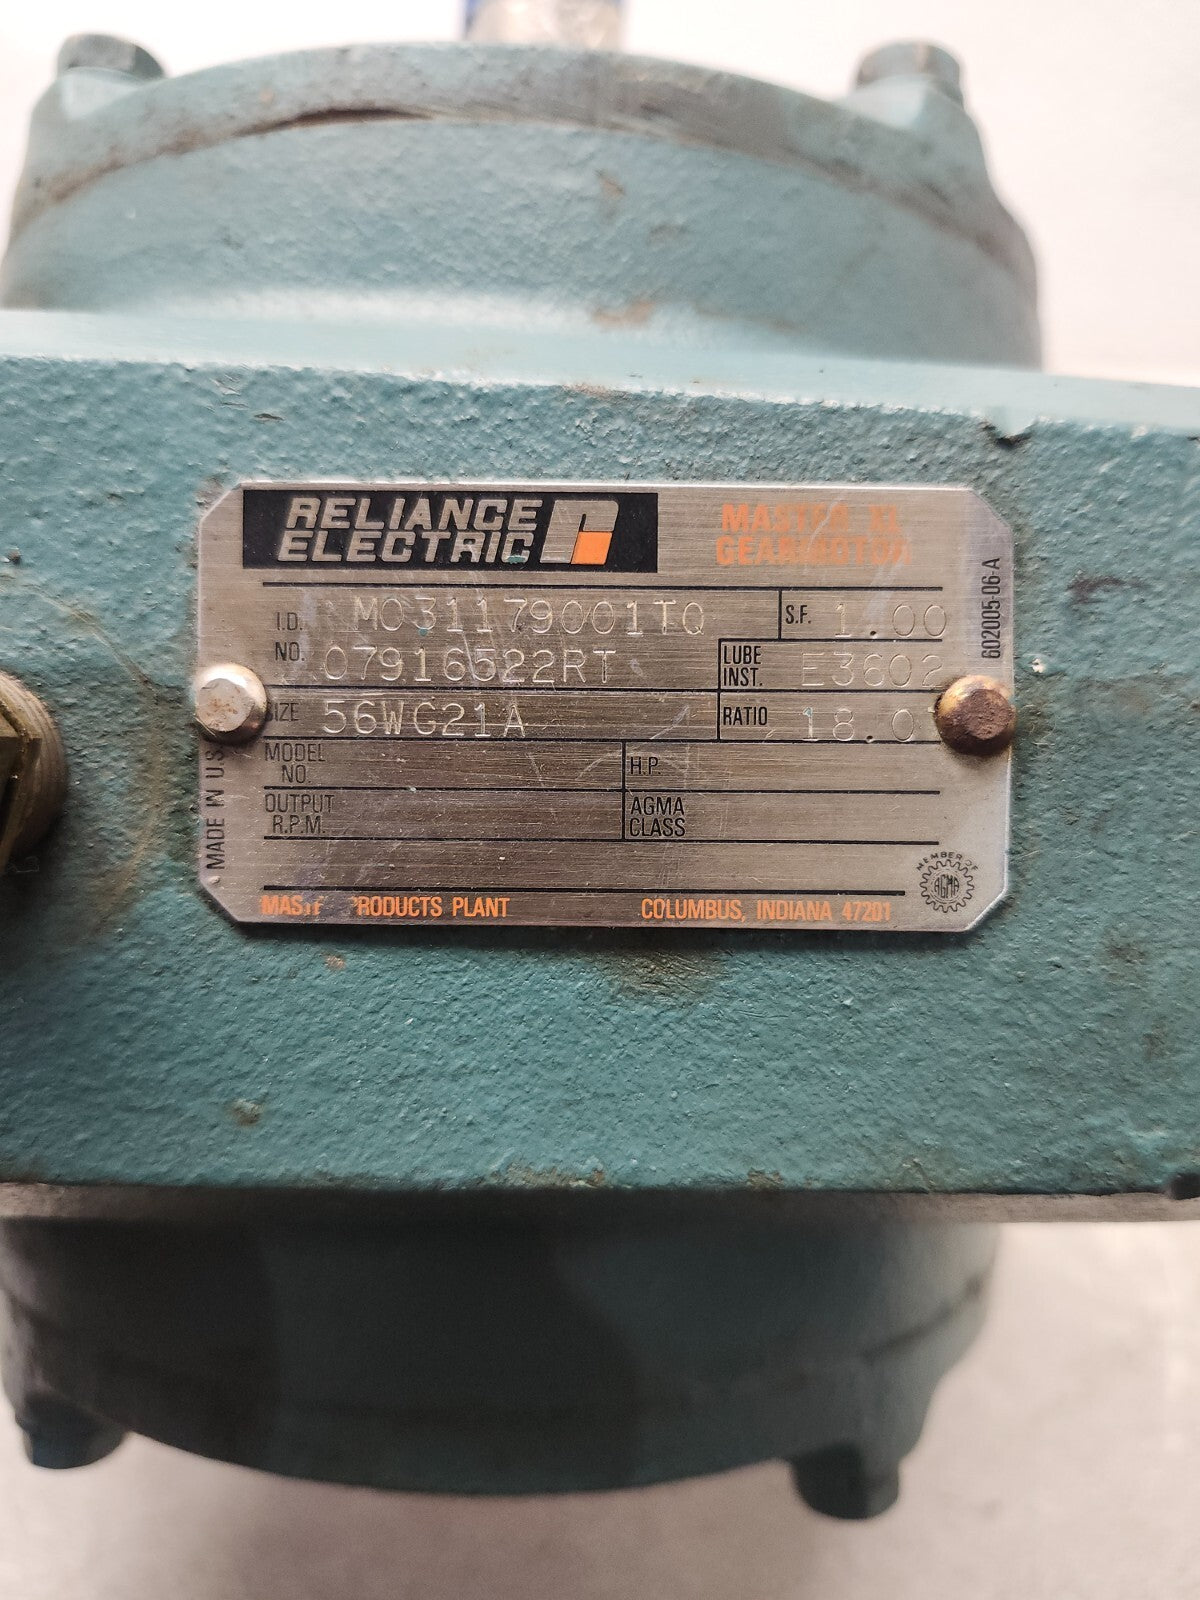 RELIANCE
ELECTRIC
MASTER XL
GEARMOTOR
I.D. M031179001TQ
S.F. 1.00
NO. 07916522RT
LUBE INST. E3602
SIZE 56WG21A
RATIO 18.0
MODEL NO.
H.P.
OUTPUT R.P.M.
AGMA CLASS
PRODUCTS PLANT
COLUMBUS, INDIANA 47201
MEMBER OF
AGMA
MADE IN U.S
602005-06-A